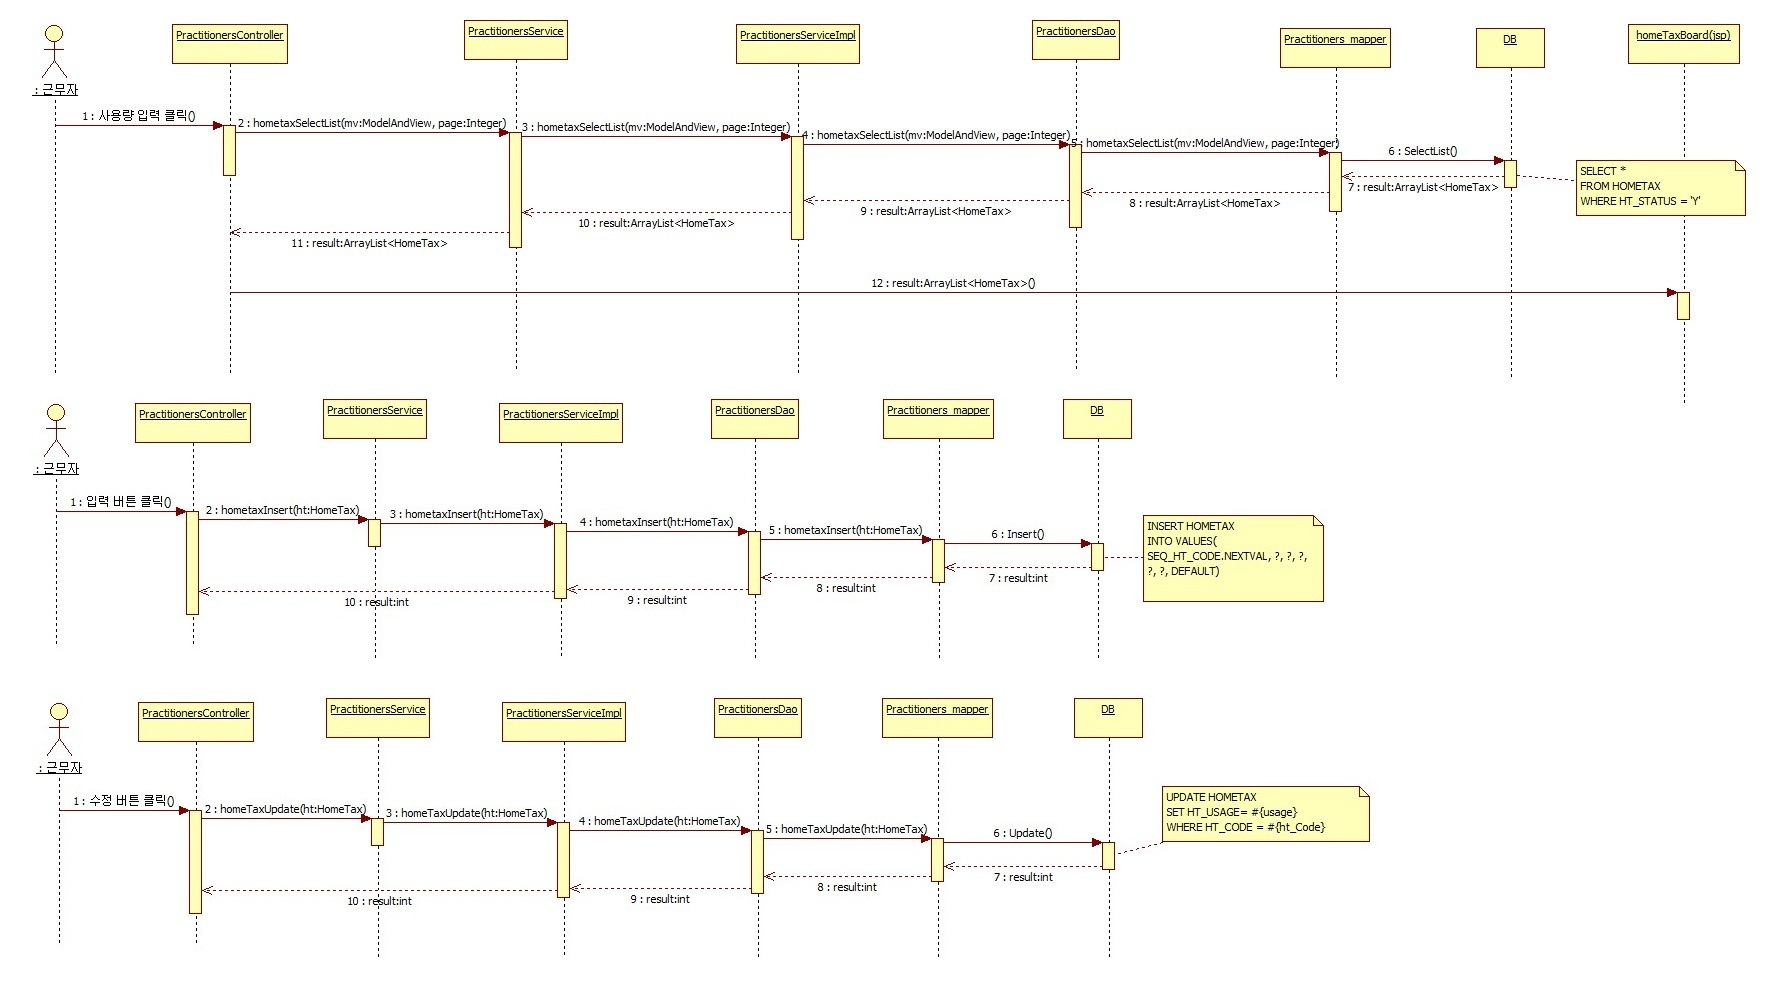 PractitionersController
PractitionersService
PractitionersServiceImpl
PractitionersDao
Practitioners_mapper
DB
homeTaxBoard(jsp)
: 근무자
1 : 사용량 입력 클릭()
2 : hometaxSelectList(mv:ModelAndView, page:Integer)
3 : hometaxSelectList(mv:ModelAndView, page:Integer)
4 : hometaxSelectList(mv:ModelAndView, page:Integer)
5 : hometaxSelectList(mv:ModelAndView, page:Integer)
6 : SelectList()
SELECT *
FROM HOMETAX
WHERE HT_STATUS = 'Y'
7 : result:ArrayList<HomeTax>
8 : result:ArrayList<HomeTax>
9 : result:ArrayList<HomeTax>
10 : result:ArrayList<HomeTax>
11 : result:ArrayList<HomeTax>
12 : result:ArrayList<HomeTax>()
PractitionersController
PractitionersService
PractitionersServiceImpl
PractitionersDao
Practitioners_mapper
DB
: 근무자
1 : 입력 버튼 클릭()
2 : hometaxInsert(ht:HomeTax)
3 : hometaxInsert(ht:HomeTax)
4 : hometaxInsert(ht:HomeTax)
5 : hometaxInsert(ht:HomeTax)
6 : Insert()
INSERT HOMETAX
INTO VALUES(
SEQ_HT_CODE.NEXTVAL, ?, ?, ?,
?, ?, DEFAULT)
7 : result:int
8 : result:int
9 : result:int
10 : result:int
PractitionersController
PractitionersService
PractitionersServiceImpl
PractitionersDao
Practitioners_mapper
DB
: 근무자
1 : 수정 버튼 클릭()
2 : homeTaxUpdate(ht:HomeTax)
3 : homeTaxUpdate(ht:HomeTax)
4 : homeTaxUpdate(ht:HomeTax)
5 : homeTaxUpdate(ht:HomeTax)
6 : Update()
UPDATE HOMETAX
SET HT_USAGE= #{usage}
WHERE HT_CODE = #{ht_Code}
7 : result:int
8 : result:int
9 : result:int
10 : result:int